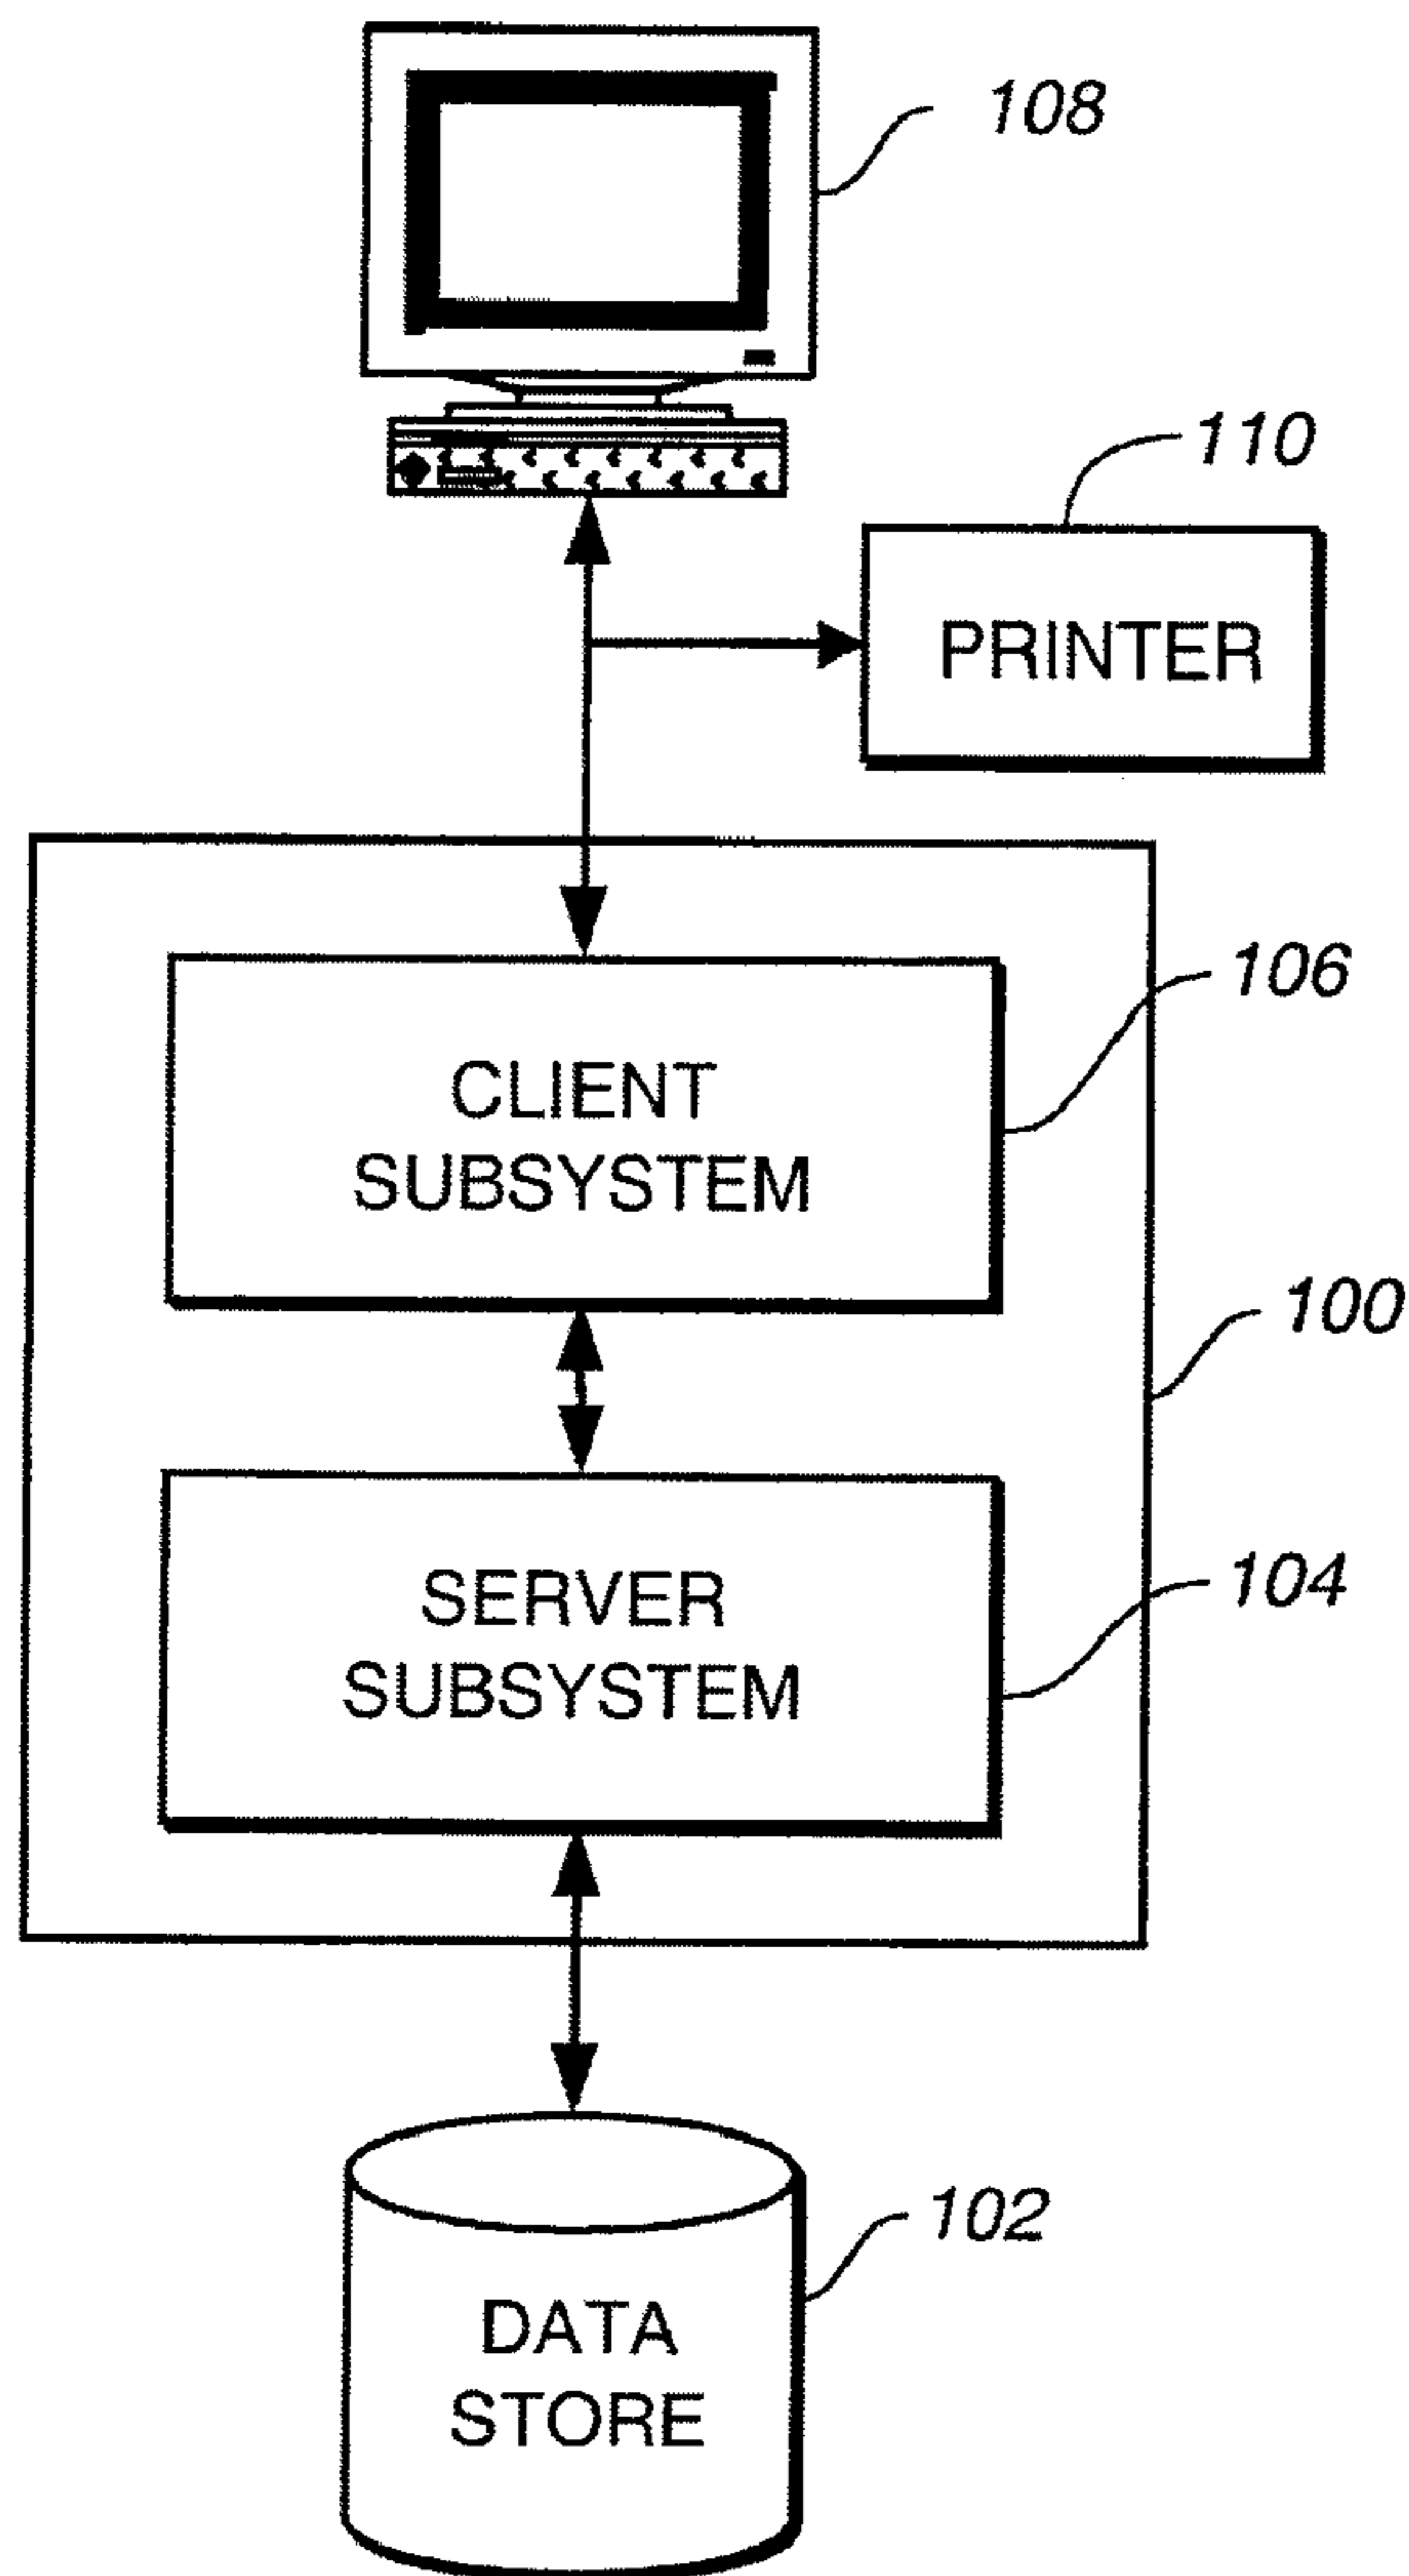 108
110
PRINTER
106
CLIENT
SUBSYSTEM
100
SERVER
104
SUBSYSTEM
102
DATA
STORE